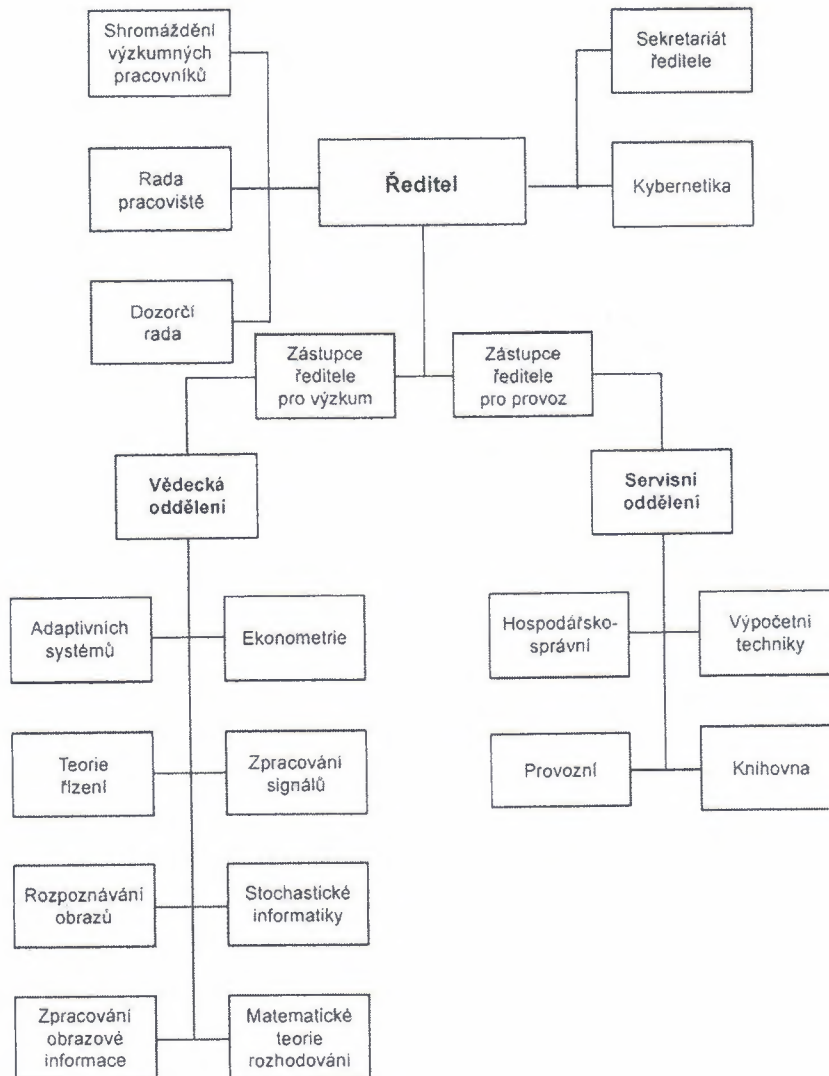 Shromáždění
výzkumných
pracovníků
Sekretariát
ředitele
Rada
pracoviště
Ředitel
Kybernetika
Dozorčí
rada
Zástupce
ředitele
pro výzkum
Zástupce
ředitele
pro provoz
Vědecká
oddělení
Servisní
oddělení
Adaptivních
systémů
Ekonometrie
Hospodářsko-
správní
Výpočetní
techniky
Teorie
řízení
Zpracování
signálů
Provozní
Knihovna
Rozpoznávání
obrazů
Stochastické
informatiky
Zpracování
obrazové
informace
Matematické
teorie
rozhodování